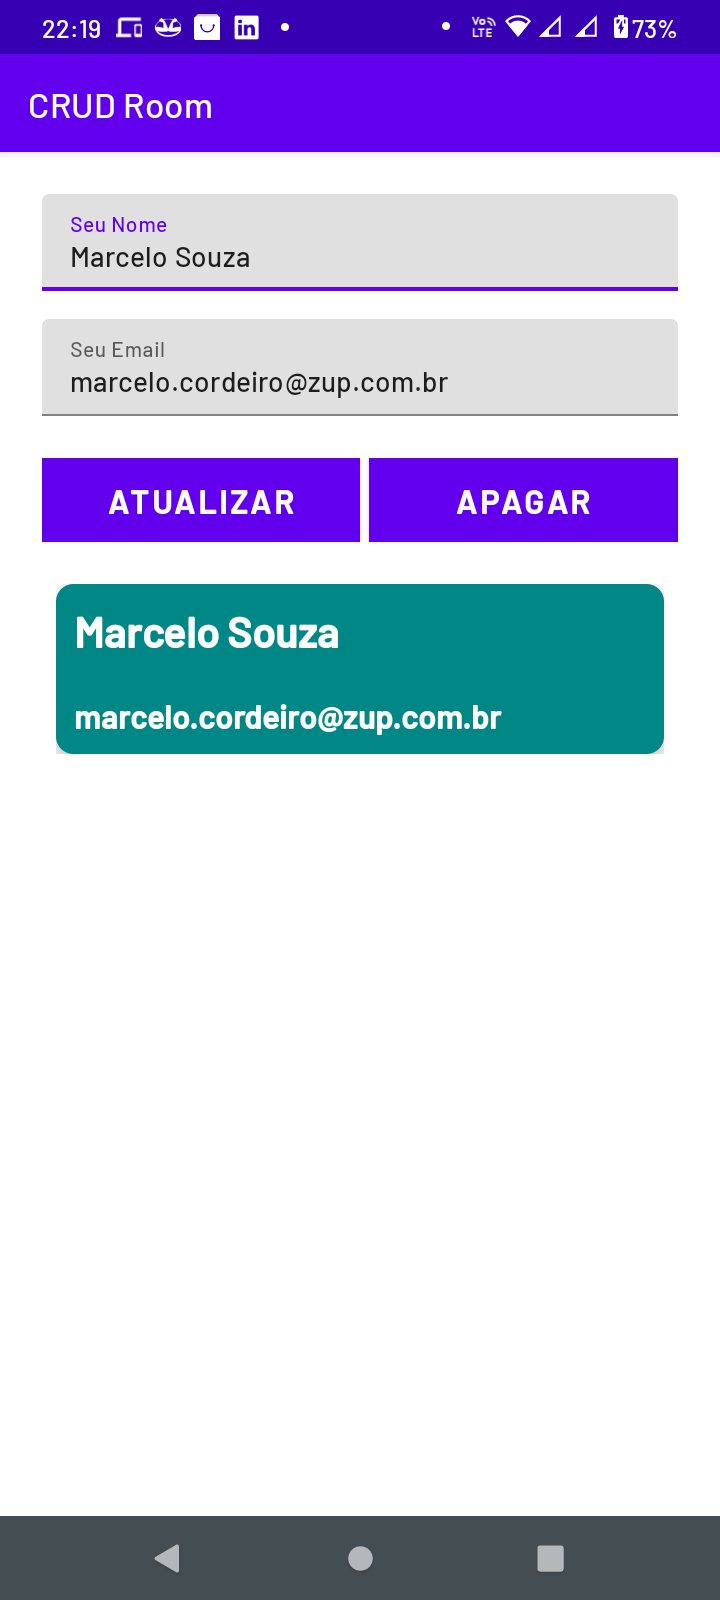 22:19 in Vo LTE 73%
CRUD Room
Seu Nome
Marcelo Souza
Seu Email
marcelo.cordeiro@zup.com.br
ATUALIZAR APAGAR
Marcelo Souza
marcelo.cordeiro@zup.com.br